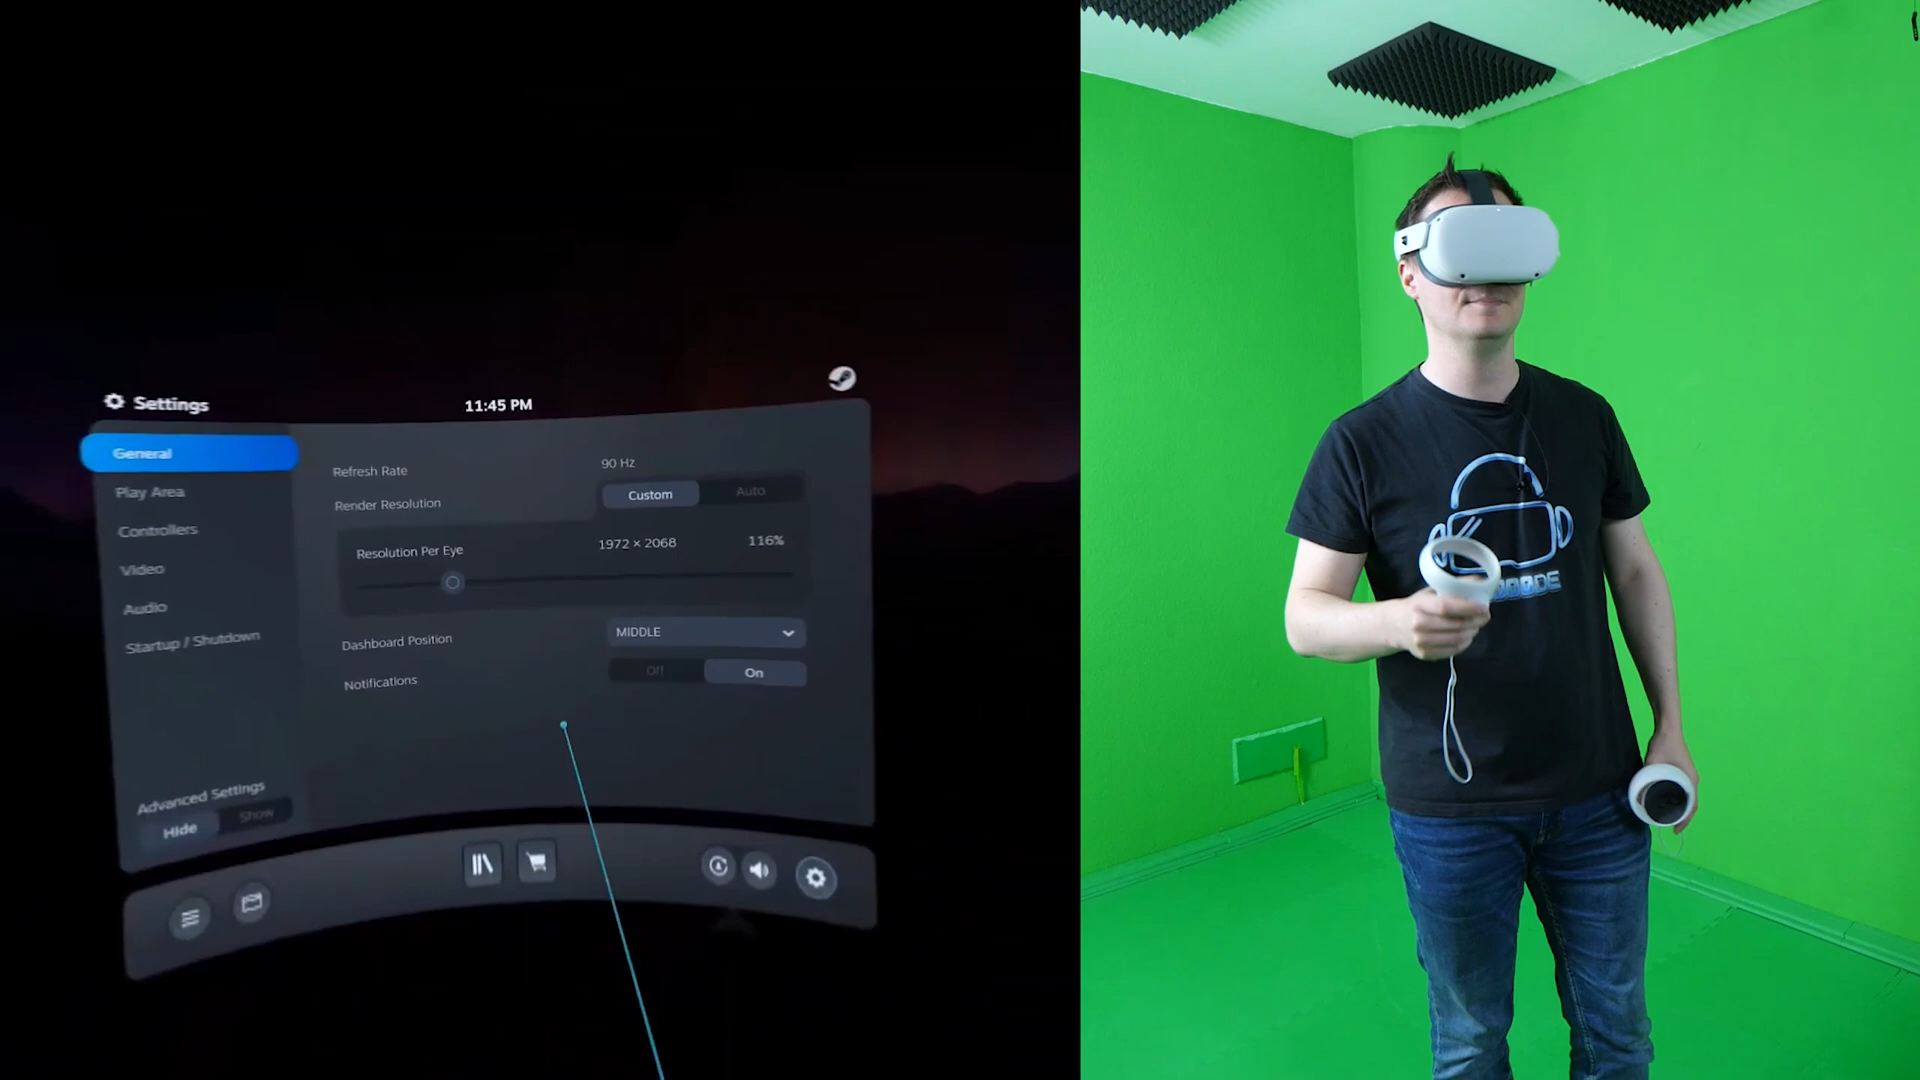 Settings
11:45 PM
General
Play Area
Controllers
Video
Audio
Startup / Shutdown
Advanced Settings
Hide Show
Refresh Rate 90 Hz
Render Resolution Custom Auto
Resolution Per Eye 1972 × 2068 116%
Dashboard Position MIDDLE
Notifications Off On